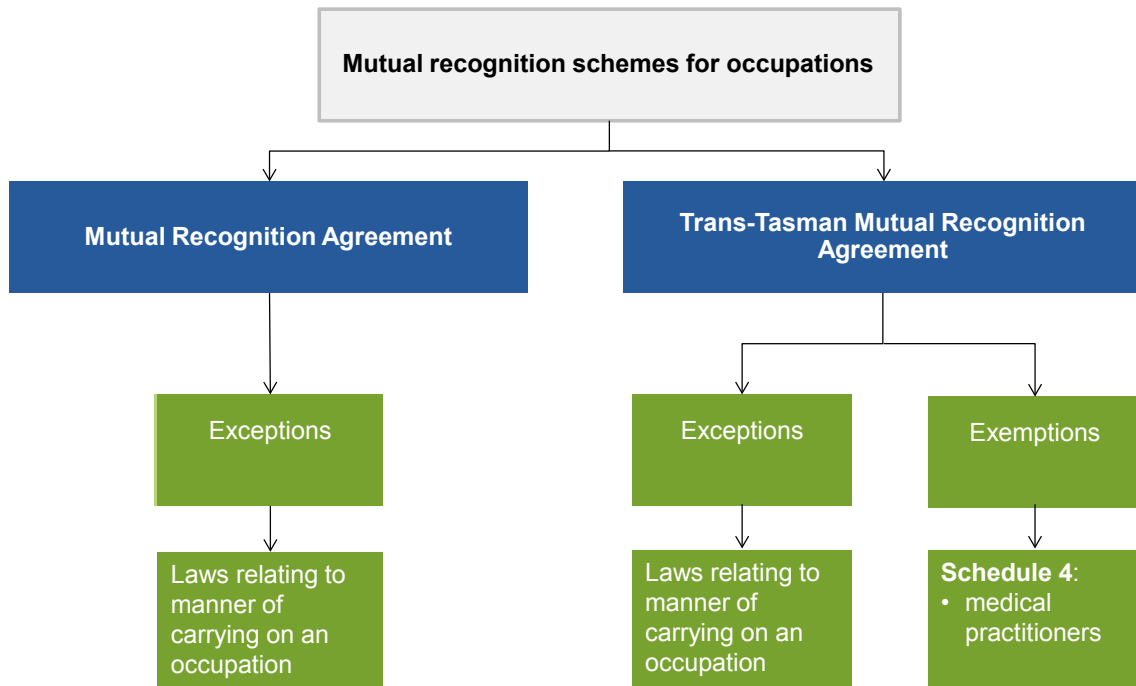 Mutual recognition schemes for occupations
Mutual Recognition Agreement
Trans-Tasman Mutual Recognition
Agreement
Exceptions
Exceptions
Exemptions
Laws relating to
manner of
carrying on an
occupation
Laws relating to
manner of
carrying on an
occupation
Schedule 4:
• medical
practitioners